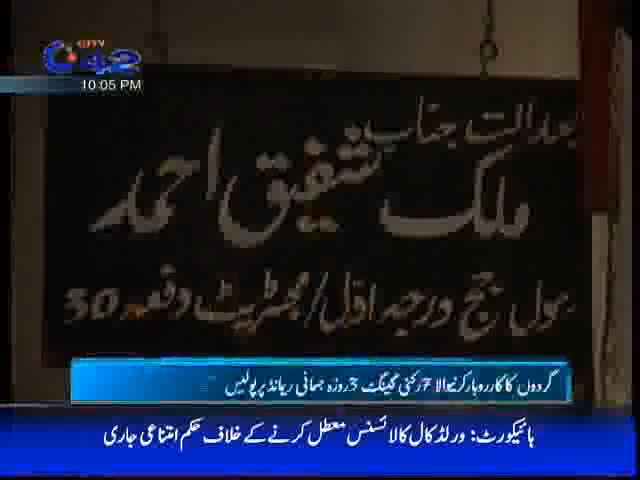 CITY
42
10:05 PM
بعدالت جناب
ملک شفیق احمد
سول جج درجہ اول/مجسٹریٹ دفعہ 30
گردوں کا کاروبار کرنیوالا 7 رکنی گینگ 3 روزہ جسمانی ریمانڈ پر پولیس
ہائیکورٹ: ورلڈ کال کا لائسنس معطل کرنے کے خلاف حکم امتناعی جاری